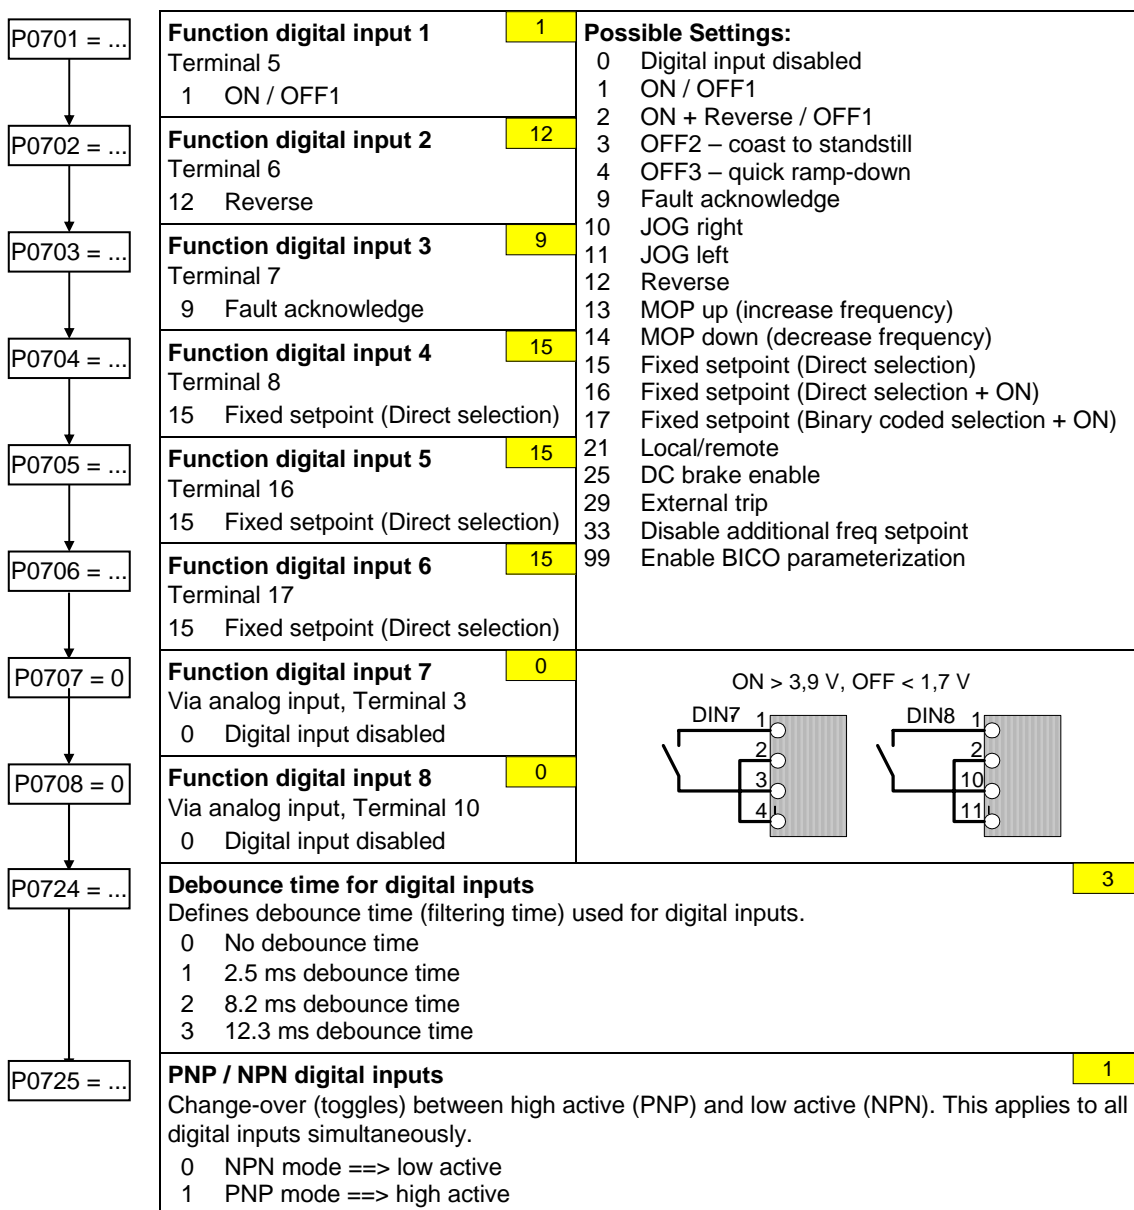 P0701 = ...
Function digital input 1
1
Terminal 5
1 ON / OFF1
P0702 = ...
Function digital input 2
12
Terminal 6
12 Reverse
P0703 = ...
Function digital input 3
9
Terminal 7
9 Fault acknowledge
P0704 = ...
Function digital input 4
15
Terminal 8
15 Fixed setpoint (Direct selection)
P0705 = ...
Function digital input 5
15
Terminal 16
15 Fixed setpoint (Direct selection)
P0706 = ...
Function digital input 6
15
Terminal 17
15 Fixed setpoint (Direct selection)
Possible Settings:
0 Digital input disabled
1 ON / OFF1
2 ON + Reverse / OFF1
3 OFF2 – coast to standstill
4 OFF3 – quick ramp-down
9 Fault acknowledge
10 JOG right
11 JOG left
12 Reverse
13 MOP up (increase frequency)
14 MOP down (decrease frequency)
15 Fixed setpoint (Direct selection)
16 Fixed setpoint (Direct selection + ON)
17 Fixed setpoint (Binary coded selection + ON)
21 Local/remote
25 DC brake enable
29 External trip
33 Disable additional freq setpoint
99 Enable BICO parameterization
P0707 = 0
Function digital input 7
0
Via analog input, Terminal 3
0 Digital input disabled
P0708 = 0
Function digital input 8
0
Via analog input, Terminal 10
0 Digital input disabled
ON > 3,9 V, OFF < 1,7 V
DIN7
1
2
3
4
DIN8
1
2
10
11
P0724 = ...
Debounce time for digital inputs
3
Defines debounce time (filtering time) used for digital inputs.
0 No debounce time
1 2.5 ms debounce time
2 8.2 ms debounce time
3 12.3 ms debounce time
P0725 = ...
PNP / NPN digital inputs
1
Change-over (toggles) between high active (PNP) and low active (NPN). This applies to all
digital inputs simultaneously.
0 NPN mode ==> low active
1 PNP mode ==> high active